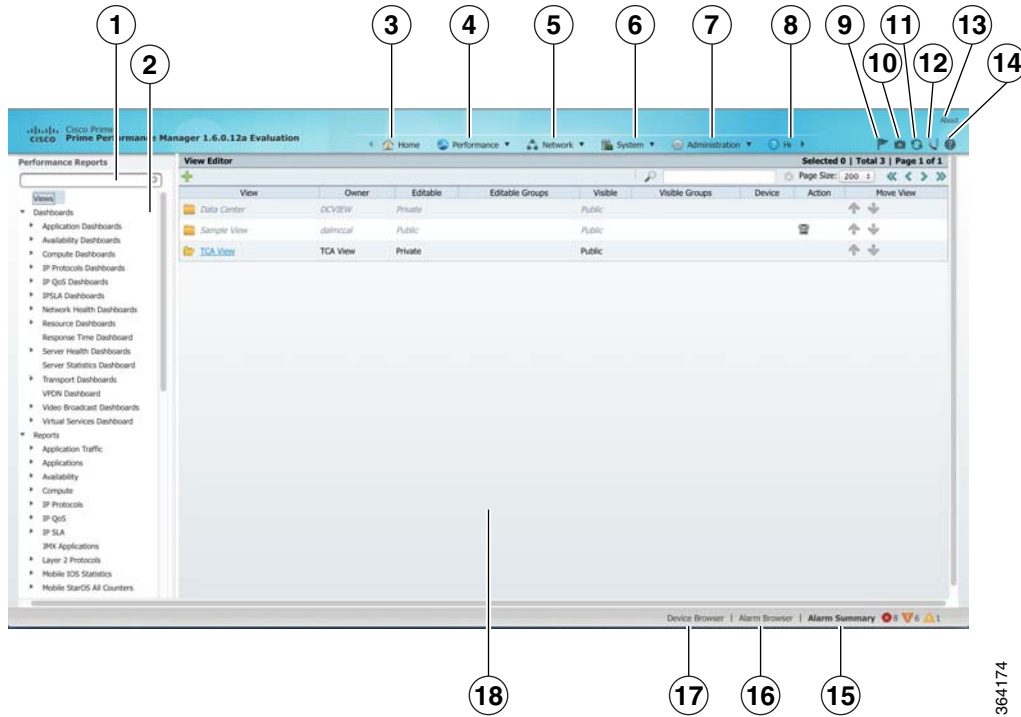 1
2
3
4
5
6
7
8
9
10
11
12
13
14
CISCO
Cisco Prime
Prime Performance Manager 1.6.0.12a Evaluation
About
Home
Performance
Network
System
Administration
He
Performance Reports
View Editor
Selected 0 | Total 3 | Page 1 of 1
Page Size: 200
View
Owner
Editable
Editable Groups
Visible
Visible Groups
Device
Action
Move View
Data Center
DCVIEW
Private
Public
Sample View
dalmccal
Public
Public
TCA View
TCA View
Private
Public
Views
Dashboards
Application Dashboards
Availability Dashboards
Compute Dashboards
IP Protocols Dashboards
IP QoS Dashboards
IPSLA Dashboards
Network Health Dashboards
Resource Dashboards
Response Time Dashboard
Server Health Dashboards
Server Statistics Dashboard
Transport Dashboards
VPDN Dashboard
Video Broadcast Dashboards
Virtual Services Dashboard
Reports
Application Traffic
Applications
Availability
Compute
IP Protocols
IP QoS
IP SLA
JMX Applications
Layer 2 Protocols
Mobile IOS Statistics
Mobile StarOS All Counters
Device Browser | Alarm Browser | Alarm Summary 8 6 1
18
17
16
15
364174